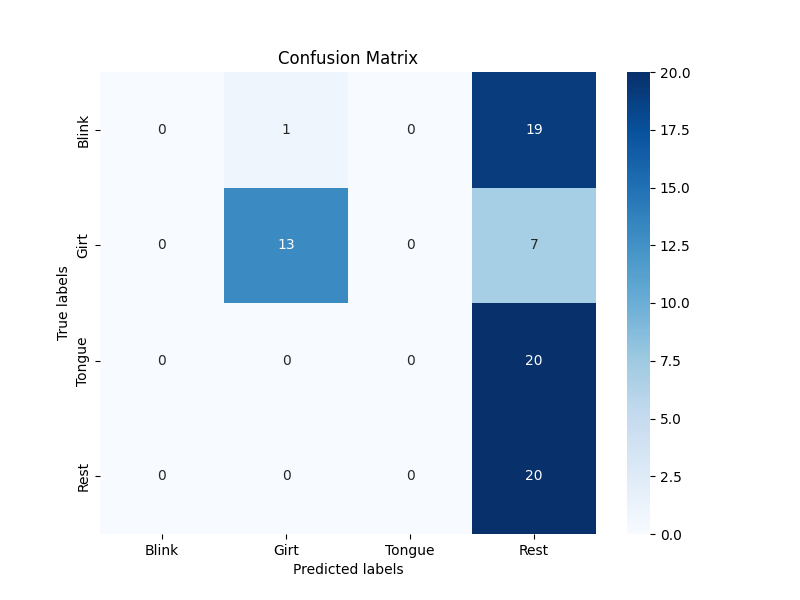 Confusion Matrix
Blink 0 1 0 19
Girt 0 13 0 7
Tongue 0 0 0 20
Rest 0 0 0 20
Blink Girt Tongue Rest
Predicted labels
True labels
20.0
17.5
15.0
12.5
10.0
7.5
5.0
2.5
0.0